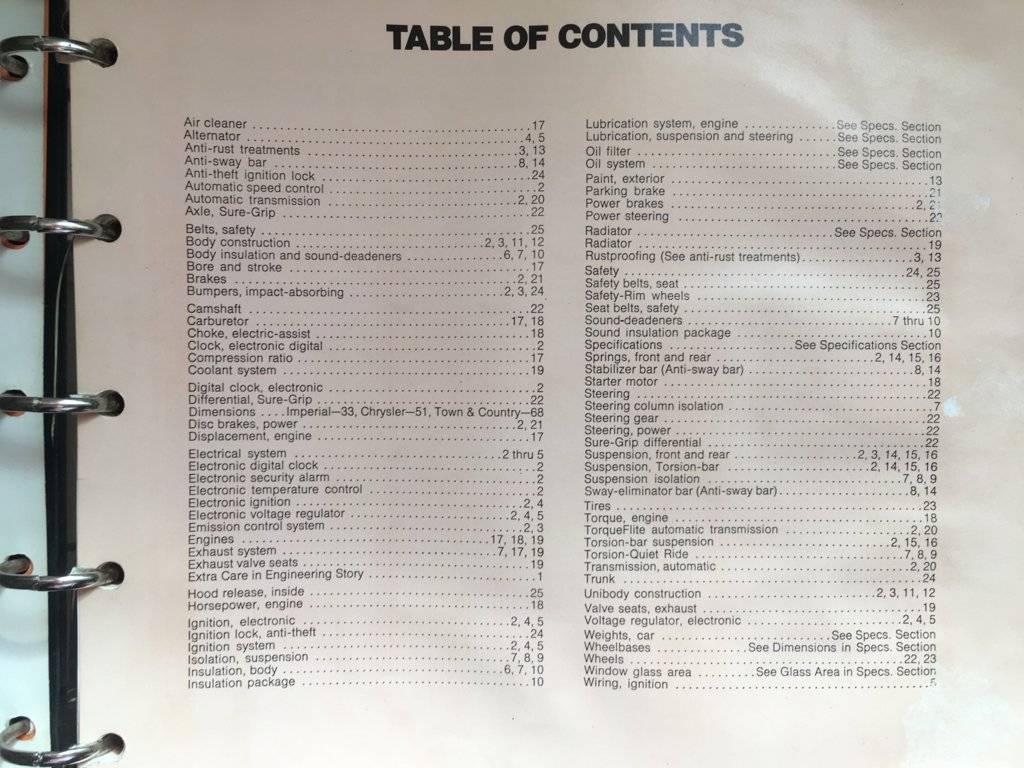 TABLE OF CONTENTS
Air cleaner ........ 17
Alternator ........ 4, 5
Anti-rust treatments ........ 3, 13
Anti-sway bar ........ 8, 14
Anti-theft ignition lock ........ 24
Automatic speed control ........ 2
Automatic transmission ........ 2, 20
Axle, Sure-Grip ........ 22
Belts, safety ........ 25
Body construction ........ 2, 3, 11, 12
Body insulation and sound-deadeners ........ 6, 7, 10
Bore and stroke ........ 17
Brakes ........ 2, 21
Bumpers, impact-absorbing ........ 2, 3, 24
Camshaft ........ 22
Carburetor ........ 17, 18
Choke, electric-assist ........ 18
Clock, electronic digital ........ 2
Compression ratio ........ 17
Coolant system ........ 19
Digital clock, electronic ........ 2
Differential, Sure-Grip ........ 22
Dimensions .... Imperial—33, Chrysler—51, Town & Country—68
Disc brakes, power ........ 2, 21
Displacement, engine ........ 17
Electrical system ........ 2 thru 5
Electronic digital clock ........ 2
Electronic security alarm ........ 2
Electronic temperature control ........ 2
Electronic ignition ........ 2, 4
Electronic voltage regulator ........ 2, 4, 5
Emission control system ........ 2, 3
Engines ........ 17, 18, 19
Exhaust system ........ 7, 17, 19
Exhaust valve seats ........ 19
Extra Care in Engineering Story ........ 1
Hood release, inside ........ 25
Horsepower, engine ........ 18
Ignition, electronic ........ 2, 4, 5
Ignition lock, anti-theft ........ 24
Ignition system ........ 2, 4, 5
Isolation, suspension ........ 7, 8, 9
Insulation, body ........ 6, 7, 10
Insulation package ........ 10
Lubrication system, engine ........ See Specs. Section
Lubrication, suspension and steering ........ See Specs. Section
Oil filter ........ See Specs. Section
Oil system ........ See Specs. Section
Paint, exterior ........ 13
Parking brake ........ 21
Power brakes ........ 2, 21
Power steering ........ 22
Radiator ........ See Specs. Section
Radiator ........ 19
Rustproofing (See anti-rust treatments) ........ 3, 13
Safety ........ 24, 25
Safety belts, seat ........ 25
Safety-Rim wheels ........ 23
Seat belts, safety ........ 25
Sound-deadeners ........ 7 thru 10
Sound insulation package ........ 10
Specifications ........ See Specifications Section
Springs, front and rear ........ 2, 14, 15, 16
Stabilizer bar (Anti-sway bar) ........ 8, 14
Starter motor ........ 18
Steering ........ 22
Steering column isolation ........ 7
Steering gear ........ 22
Steering, power ........ 22
Sure-Grip differential ........ 22
Suspension, front and rear ........ 2, 3, 14, 15, 16
Suspension, Torsion-bar ........ 2, 14, 15, 16
Suspension isolation ........ 7, 8, 9
Sway-eliminator bar (Anti-sway bar) ........ 8, 14
Tires ........ 23
Torque, engine ........ 18
TorqueFlite automatic transmission ........ 2, 20
Torsion-bar suspension ........ 2, 15, 16
Torsion-Quiet Ride ........ 7, 8, 9
Transmission, automatic ........ 2, 20
Trunk ........ 24
Unibody construction ........ 2, 3, 11, 12
Valve seats, exhaust ........ 19
Voltage regulator, electronic ........ 2, 4, 5
Weights, car ........ See Specs. Section
Wheelbases ........ See Dimensions in Specs. Section
Wheels ........ 22, 23
Window glass area ........ See Glass Area in Specs. Section
Wiring, ignition ........ 5